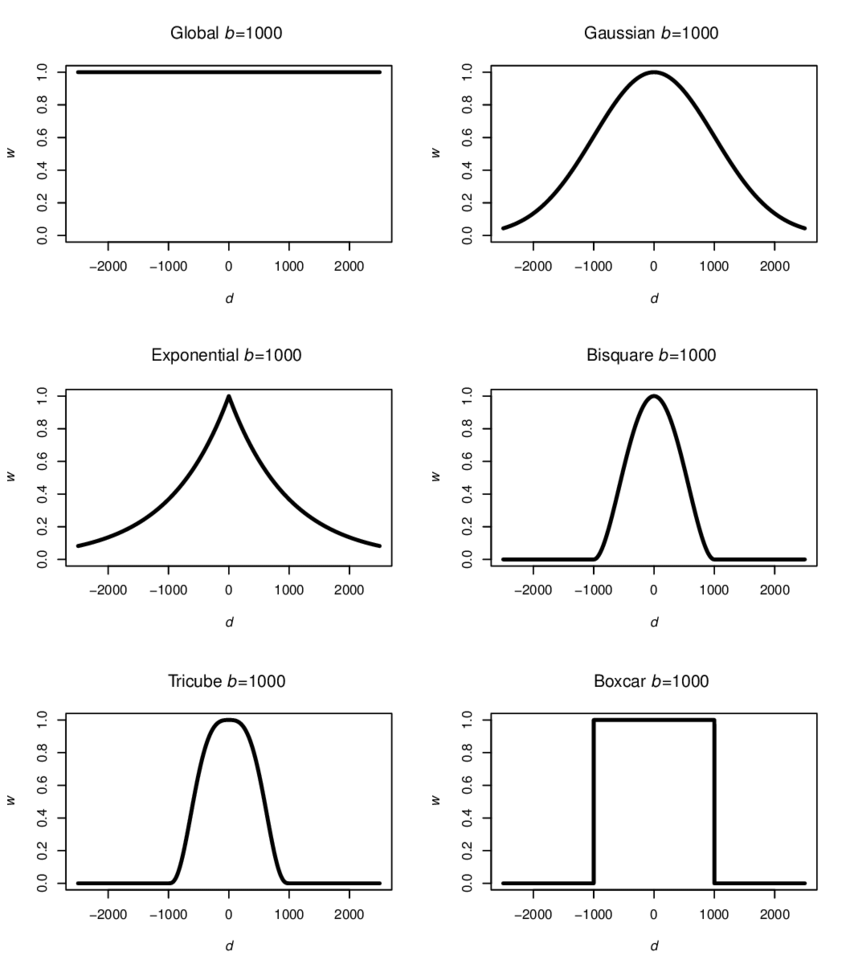 Global b=1000
1.0
0.8
0.6
0.4
0.2
0.0
w
−2000 −1000 0 1000 2000
d
Gaussian b=1000
1.0
0.8
0.6
0.4
0.2
0.0
w
−2000 −1000 0 1000 2000
d
Exponential b=1000
1.0
0.8
0.6
0.4
0.2
0.0
w
−2000 −1000 0 1000 2000
d
Bisquare b=1000
1.0
0.8
0.6
0.4
0.2
0.0
w
−2000 −1000 0 1000 2000
d
Tricube b=1000
1.0
0.8
0.6
0.4
0.2
0.0
w
−2000 −1000 0 1000 2000
d
Boxcar b=1000
1.0
0.8
0.6
0.4
0.2
0.0
w
−2000 −1000 0 1000 2000
d